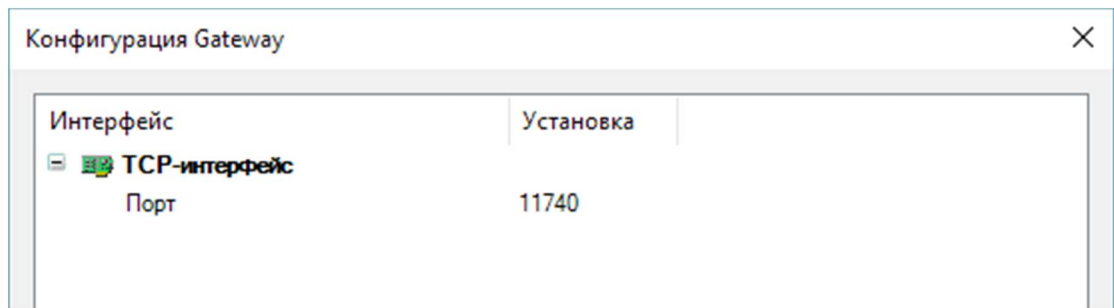 Конфигурация Gateway
Интерфейс Установка
TCP-интерфейс
Порт 11740